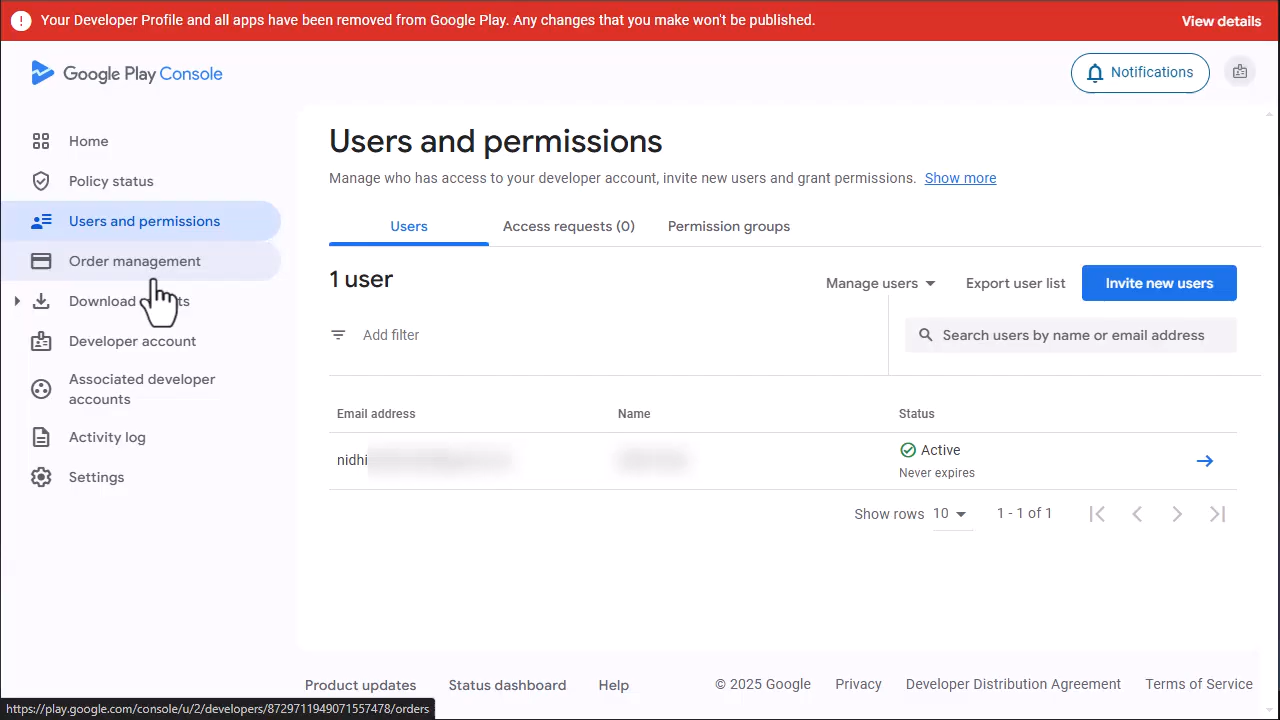 Your Developer Profile and all apps have been removed from Google Play. Any changes that you make won't be published.
View details
Google Play Console
Notifications
Home
Policy status
Users and permissions
Order management
Download
Developer account
Associated developer
accounts
Activity log
Settings
Users and permissions
Manage who has access to your developer account, invite new users and grant permissions. Show more
Users Access requests (0) Permission groups
1 user
Manage users Export user list Invite new users
Add filter
Search users by name or email address
Email address Name Status
nidhi
Active
Never expires
Show rows 10 1 - 1 of 1
Product updates Status dashboard Help © 2025 Google Privacy Developer Distribution Agreement Terms of Service
https://play.google.com/console/u/2/developers/8729711949071557478/orders